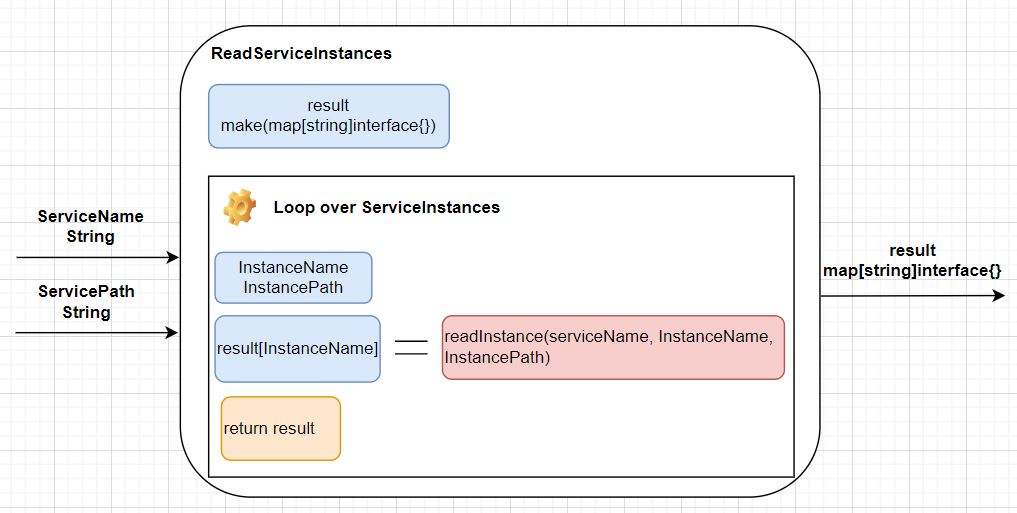 ReadServiceInstances
result
make(map[string]interface{})
Loop over ServiceInstances
ServiceName
String
ServicePath
String
InstanceName
InstancePath
result[InstanceName]
readInstance(serviceName, InstanceName,
InstancePath)
return result
result
map[string]interface{}